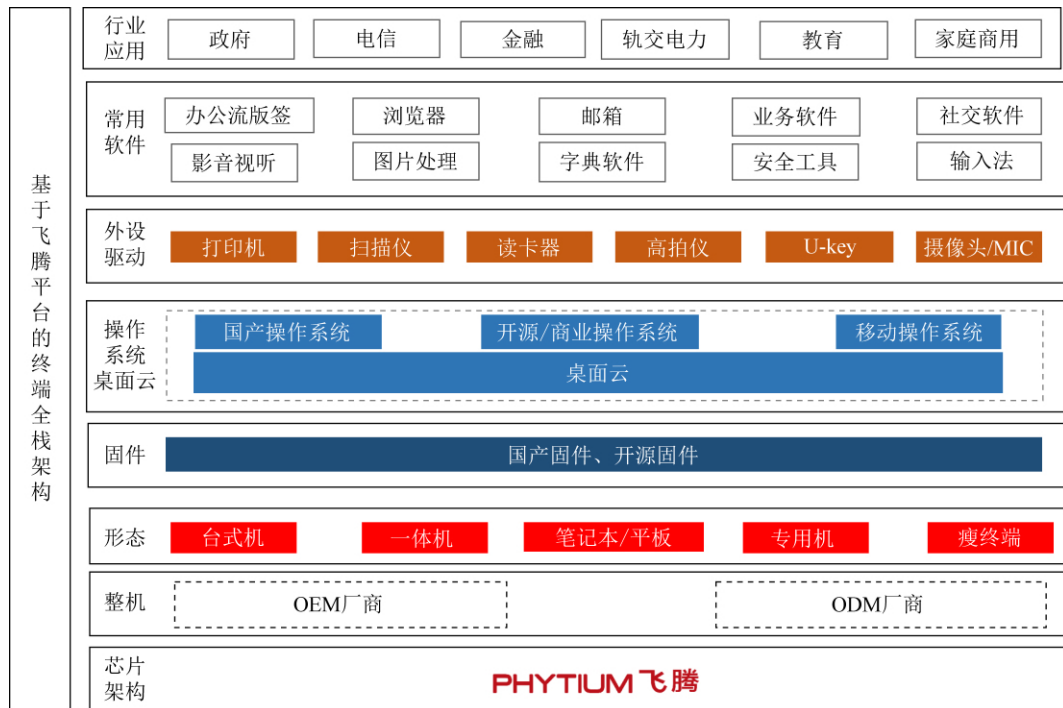 基于飞腾平台的终端全栈架构
行业
应用
政府 电信 金融 轨交电力 教育 家庭商用
常用
软件
办公流版签 浏览器 邮箱 业务软件 社交软件
影音视听 图片处理 字典软件 安全工具 输入法
外设
驱动
打印机 扫描仪 读卡器 高拍仪 U-key 摄像头/MIC
操作
系统
桌面云
国产操作系统 开源/商业操作系统 移动操作系统
桌面云
固件
国产固件、开源固件
形态
台式机 一体机 笔记本/平板 专用机 瘦终端
整机
OEM厂商 ODM厂商
芯片
架构
PHYTIUM飞腾